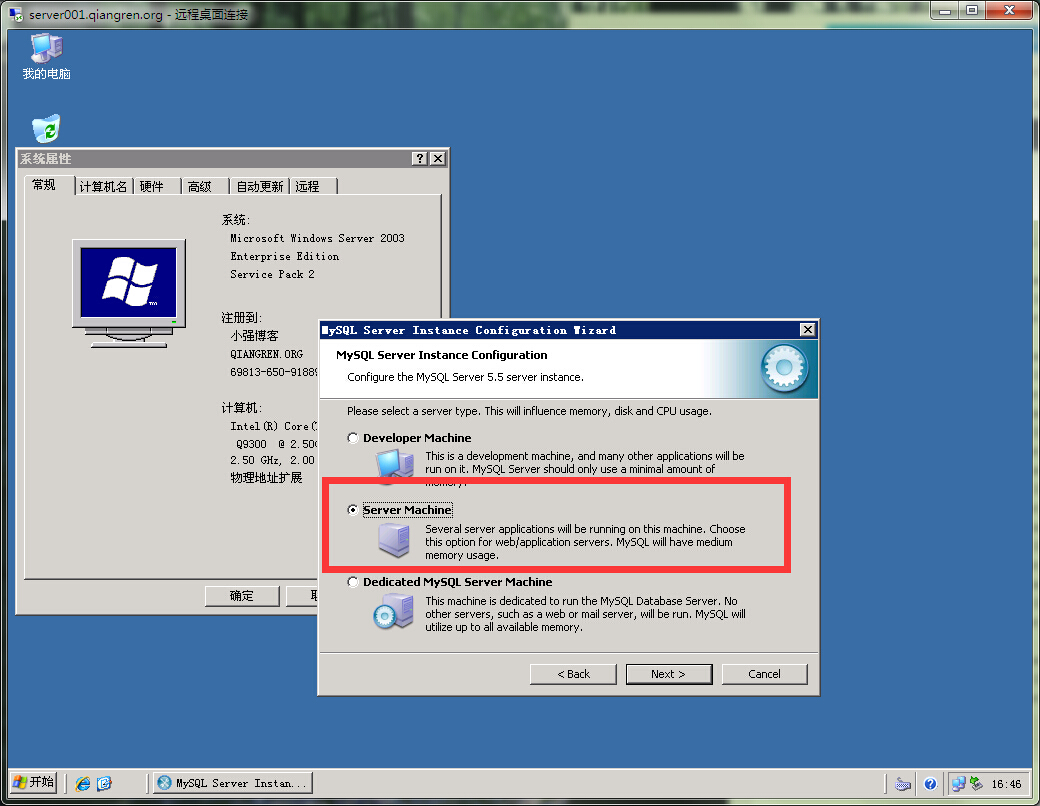 server001.qiangren.org - 远程桌面连接
我的电脑
系统属性
常规
计算机名
硬件
高级
自动更新
远程
系统:
Microsoft Windows Server 2003
Enterprise Edition
Service Pack 2
注册到:
小强博客
QIANGREN.ORG
69813-650-9188
计算机:
Intel(R) Core(
Q9300 @ 2.50
2.50 GHz, 2.00
物理地址扩展
确定
MySQL Server Instance Configuration Wizard
MySQL Server Instance Configuration
Configure the MySQL Server 5.5 server instance.
Please select a server type. This will influence memory, disk and CPU usage.
Developer Machine
This is a development machine, and many other applications will be
run on it. MySQL Server should only use a minimal amount of
memory.
Server Machine
Several server applications will be running on this machine. Choose
this option for web/application servers. MySQL will have medium
memory usage.
Dedicated MySQL Server Machine
This machine is dedicated to run the MySQL Database Server. No
other servers, such as a web or mail server, will be run. MySQL will
utilize up to all available memory.
< Back
Next >
Cancel
开始
MySQL Server Instan...
16:46